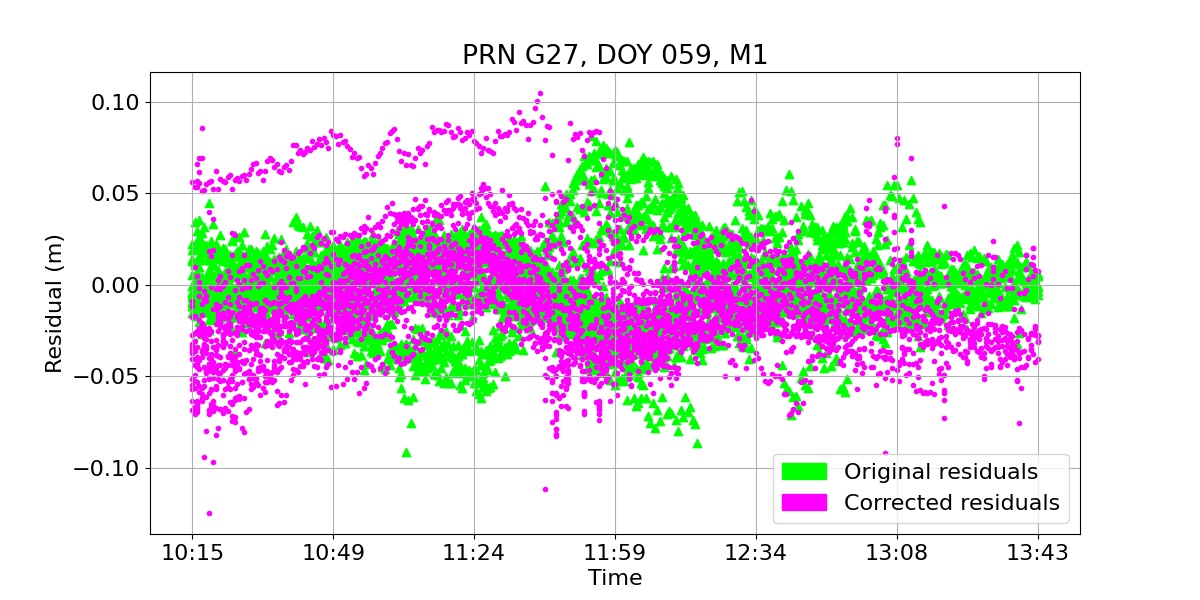 PRN G27, DOY 059, M1
Residual (m)
0.10
0.05
0.00
−0.05
−0.10
Original residuals
Corrected residuals
10:15 10:49 11:24 11:59 12:34 13:08 13:43
Time